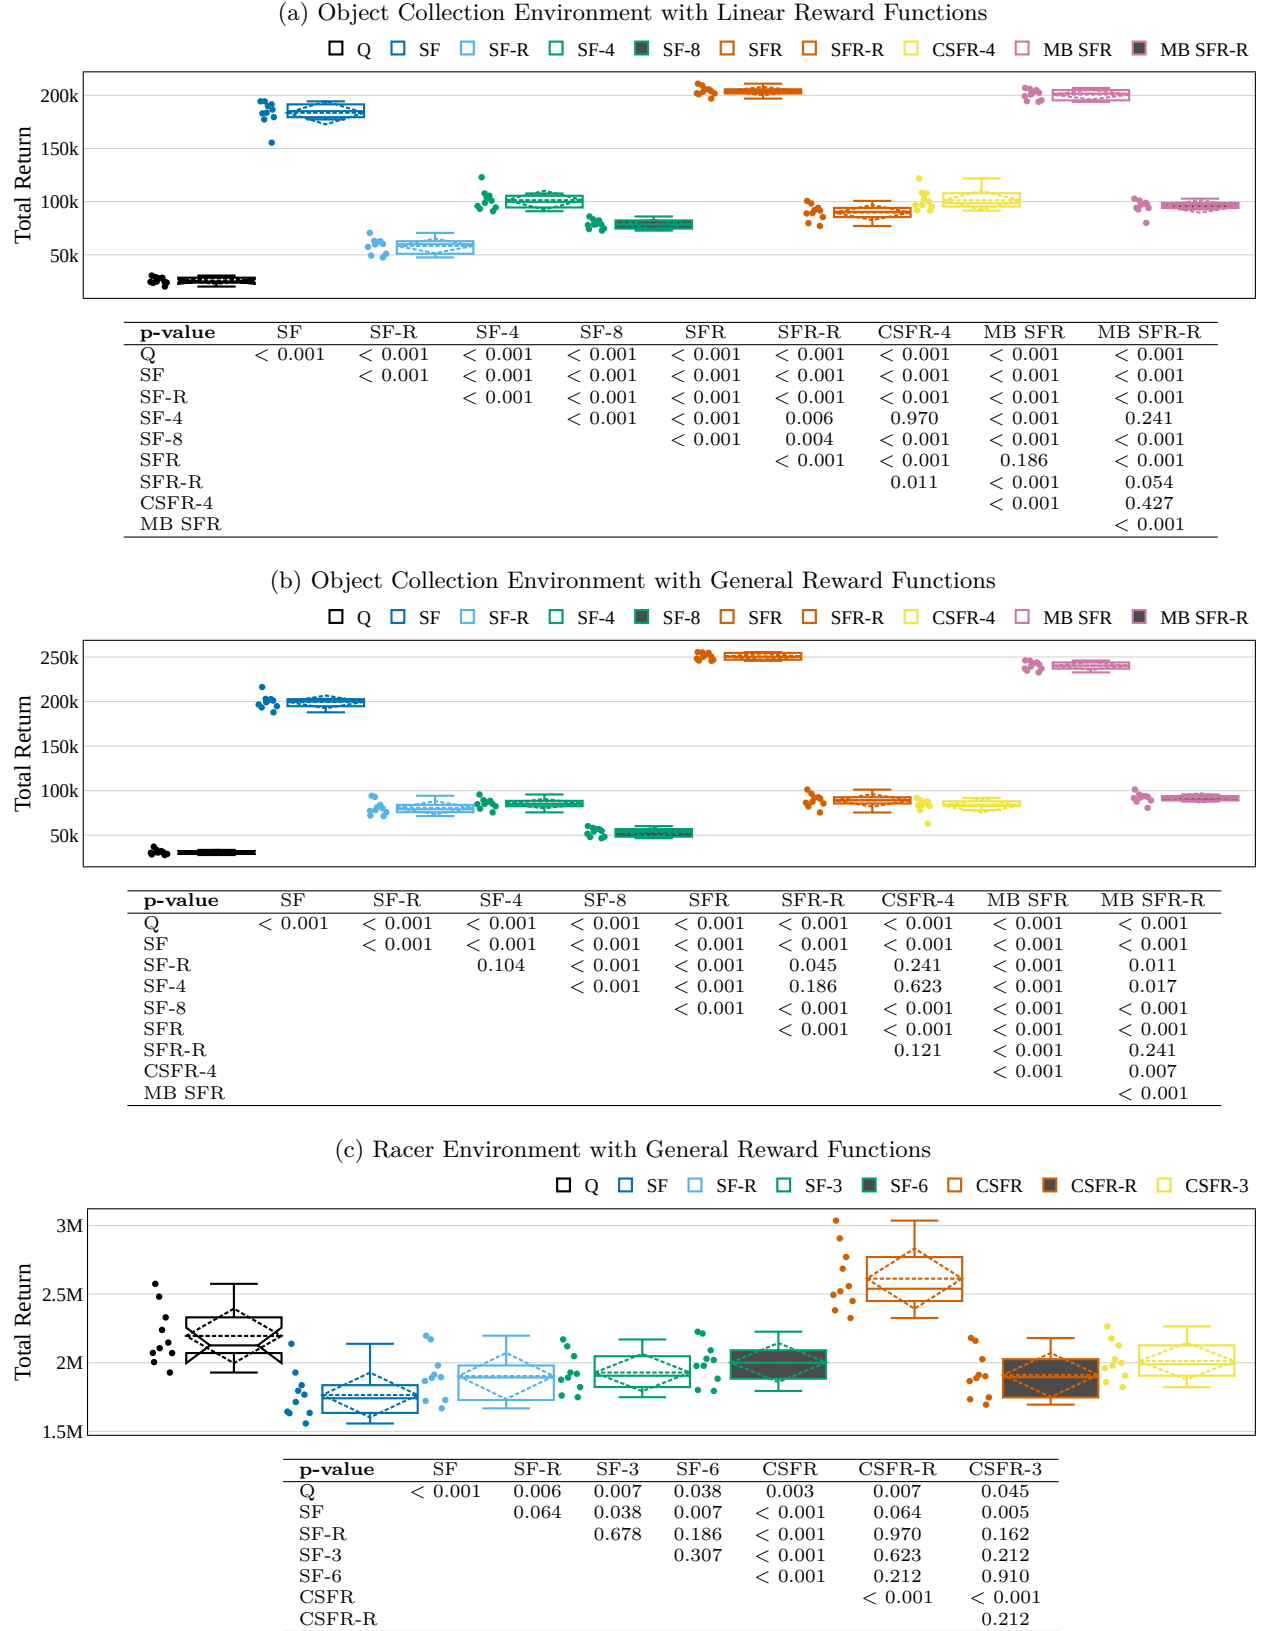 (a) Object Collection Environment with Linear Reward Functions
Q SF SF-R SF-4 SF-8 SFR SFR-R CSFR-4 MB SFR MB SFR-R
200k
150k
100k
50k
Total Return
p-value SF SF-R SF-4 SF-8 SFR SFR-R CSFR-4 MB SFR MB SFR-R
Q < 0.001 < 0.001 < 0.001 < 0.001 < 0.001 < 0.001 < 0.001 < 0.001 < 0.001
SF < 0.001 < 0.001 < 0.001 < 0.001 < 0.001 < 0.001 < 0.001 < 0.001
SF-R < 0.001 < 0.001 < 0.001 < 0.001 < 0.001 < 0.001 < 0.001
SF-4 < 0.001 < 0.001 0.006 0.970 < 0.001 0.241
SF-8 < 0.001 0.004 < 0.001 < 0.001 < 0.001
SFR < 0.001 < 0.001 0.186 < 0.001
SFR-R 0.011 < 0.001 0.054
CSFR-4 < 0.001 0.427
MB SFR < 0.001
(b) Object Collection Environment with General Reward Functions
Q SF SF-R SF-4 SF-8 SFR SFR-R CSFR-4 MB SFR MB SFR-R
250k
200k
150k
100k
50k
Total Return
p-value SF SF-R SF-4 SF-8 SFR SFR-R CSFR-4 MB SFR MB SFR-R
Q < 0.001 < 0.001 < 0.001 < 0.001 < 0.001 < 0.001 < 0.001 < 0.001 < 0.001
SF < 0.001 < 0.001 < 0.001 < 0.001 < 0.001 < 0.001 < 0.001 < 0.001
SF-R 0.104 < 0.001 < 0.001 0.045 0.241 < 0.001 0.011
SF-4 < 0.001 < 0.001 0.186 0.623 < 0.001 0.017
SF-8 < 0.001 < 0.001 < 0.001 < 0.001 < 0.001
SFR < 0.001 < 0.001 < 0.001 < 0.001
SFR-R 0.121 < 0.001 0.241
CSFR-4 < 0.001 0.007
MB SFR < 0.001
(c) Racer Environment with General Reward Functions
Q SF SF-R SF-3 SF-6 CSFR CSFR-R CSFR-3
3M
2.5M
2M
1.5M
Total Return
p-value SF SF-R SF-3 SF-6 CSFR CSFR-R CSFR-3
Q < 0.001 0.006 0.007 0.038 0.003 0.007 0.045
SF 0.064 0.038 0.007 < 0.001 0.064 0.005
SF-R 0.678 0.186 < 0.001 0.970 0.162
SF-3 0.307 < 0.001 0.623 0.212
SF-6 < 0.001 0.212 0.910
CSFR < 0.001 < 0.001
CSFR-R 0.212